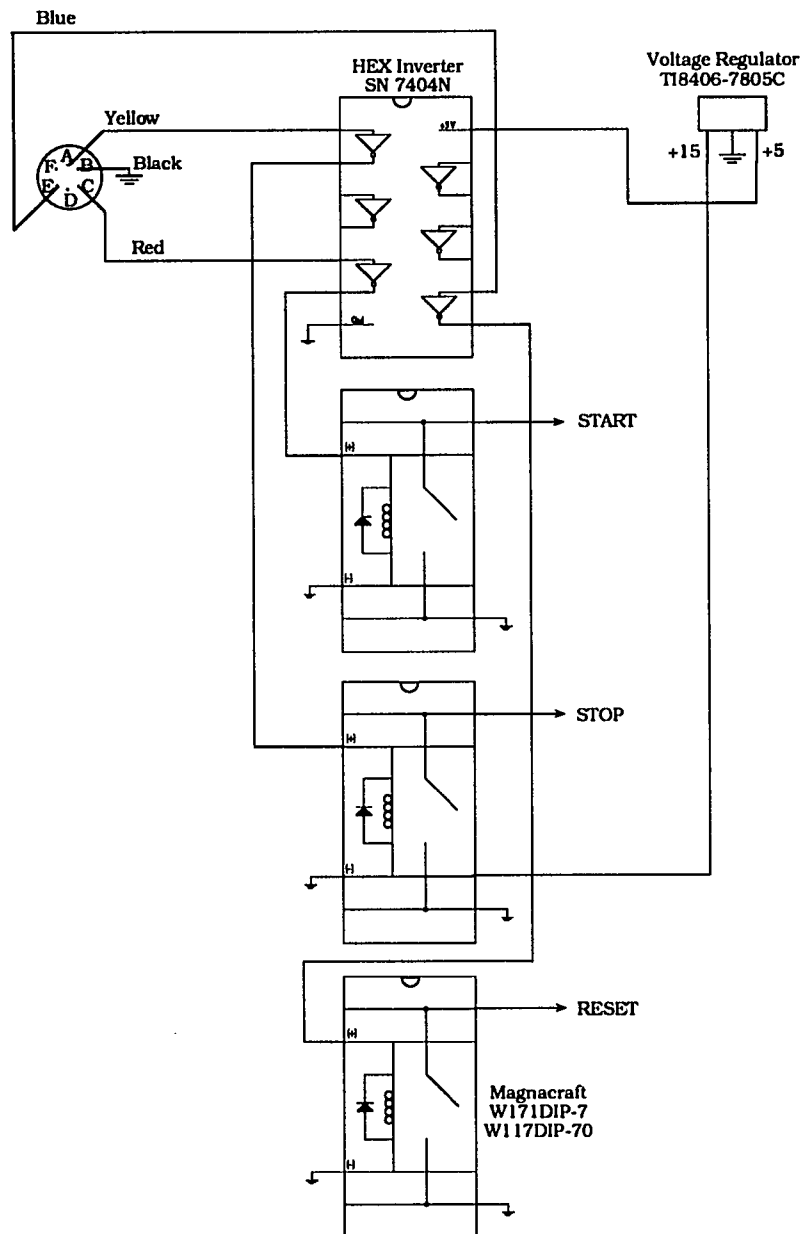 Blue
HEX Inverter
SN 7404N
Voltage Regulator
TI8406-7805C
Yellow
+15
+5
A
F
B
Black
E
C
D
Red
START
(+)
(-)
STOP
(+)
(-)
RESET
(+)
Magnacraft
W171DIP-7
W117DIP-70
(-)